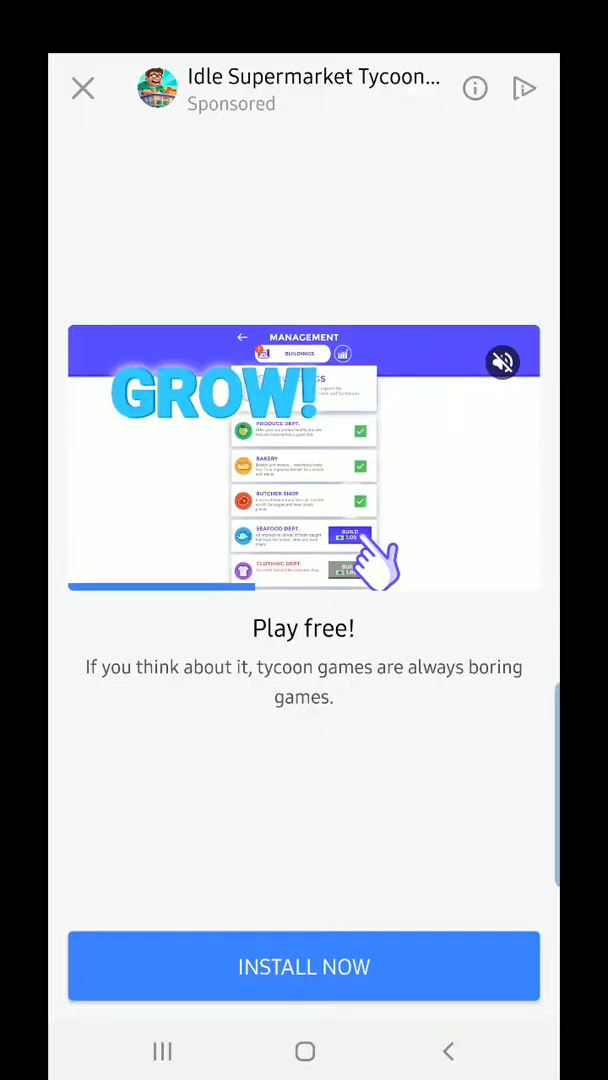 Idle Supermarket Tycoon...
Sponsored
MANAGEMENT
BUILDINGS
GROW!
PRODUCE DEPT.
BAKERY
BUTCHER SHOP
SEAFOOD DEPT.
BUILD
CLOTHING DEPT.
Play free!
If you think about it, tycoon games are always boring
games.
INSTALL NOW